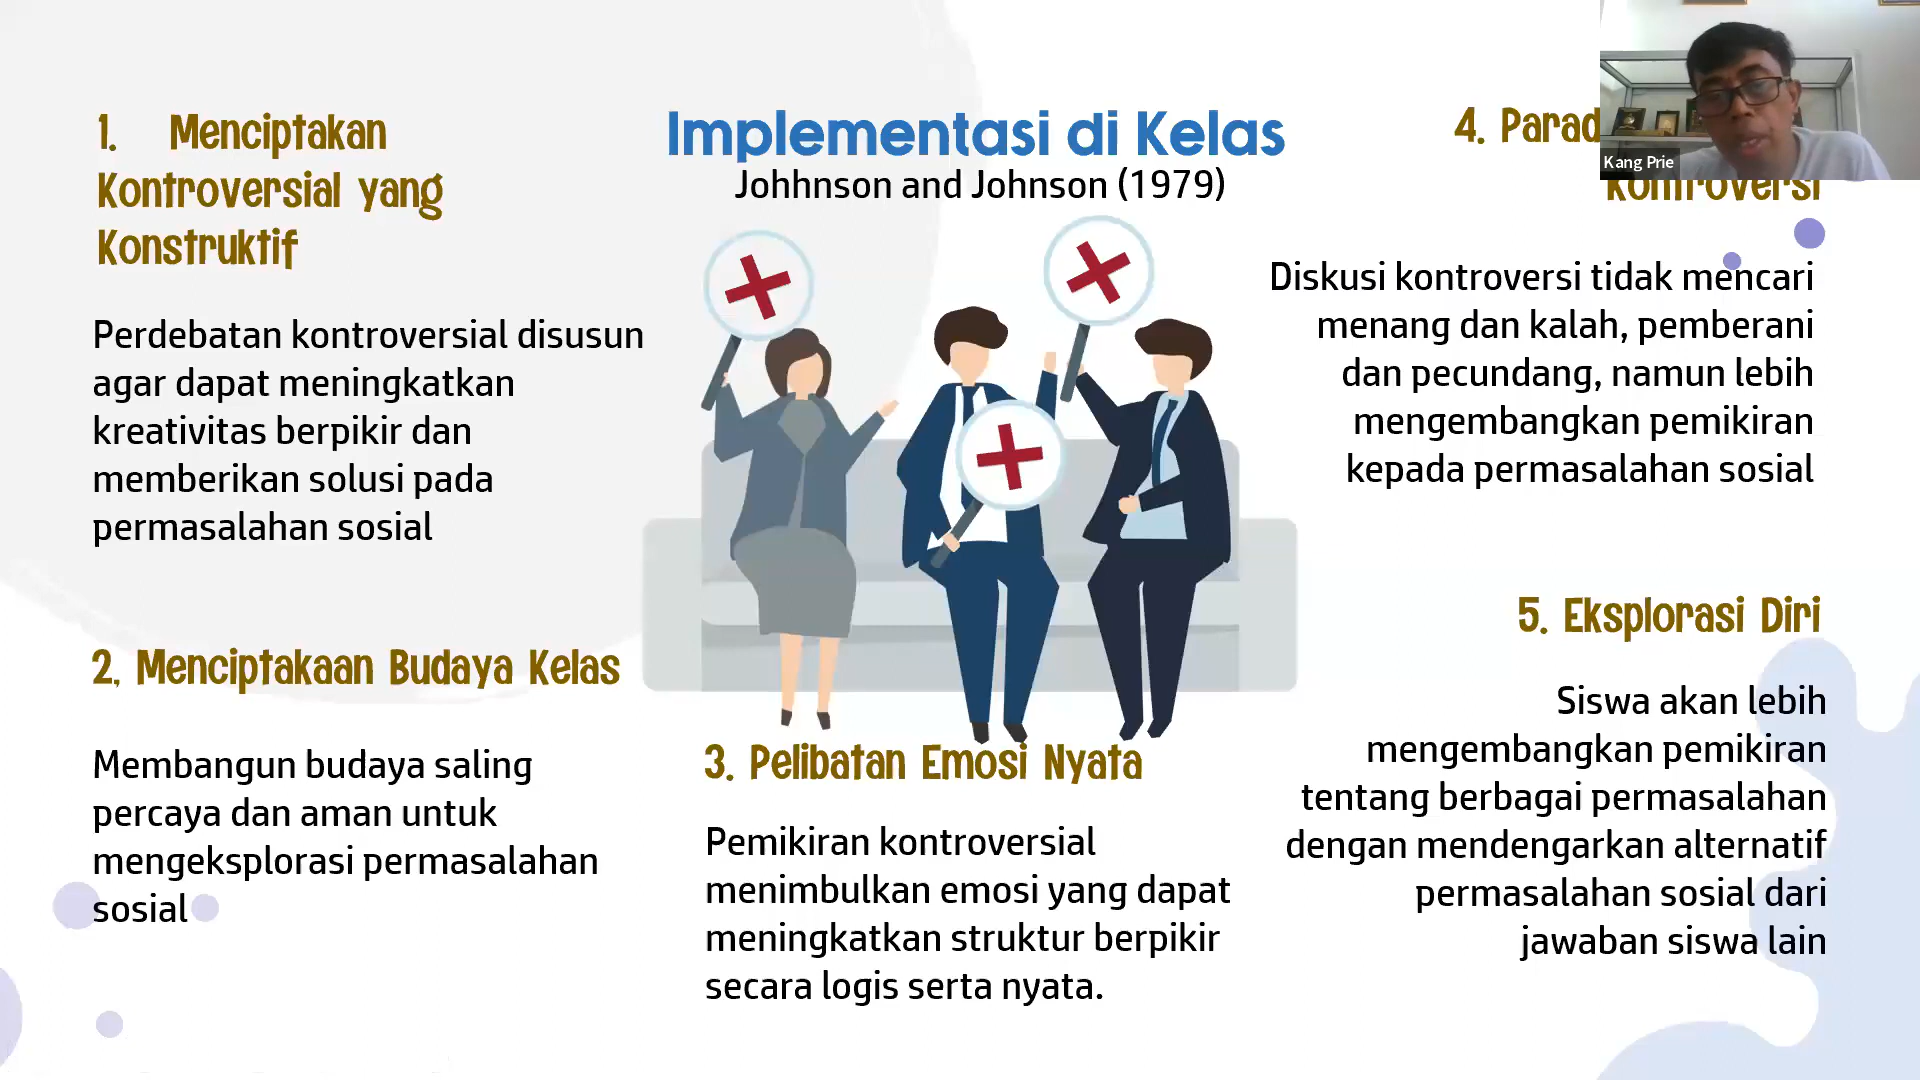 Implementasi di Kelas
Johhnson and Johnson (1979)
1. Menciptakan
Kontroversial yang
Konstruktif
Perdebatan kontroversial disusun
agar dapat meningkatkan
kreativitas berpikir dan
memberikan solusi pada
permasalahan sosial
2, Menciptakaan Budaya Kelas
Membangun budaya saling
percaya dan aman untuk
mengeksplorasi permasalahan
sosial
3. Pelibatan Emosi Nyata
Pemikiran kontroversial
menimbulkan emosi yang dapat
meningkatkan struktur berpikir
secara logis serta nyata.
4.
Kontroversi
Diskusi kontroversi tidak mencari
menang dan kalah, pemberani
dan pecundang, namun lebih
mengembangkan pemikiran
kepada permasalahan sosial
5. Eksplorasi Diri
Siswa akan lebih
mengembangkan pemikiran
tentang berbagai permasalahan
dengan mendengarkan alternatif
permasalahan sosial dari
jawaban siswa lain
Kang Prie